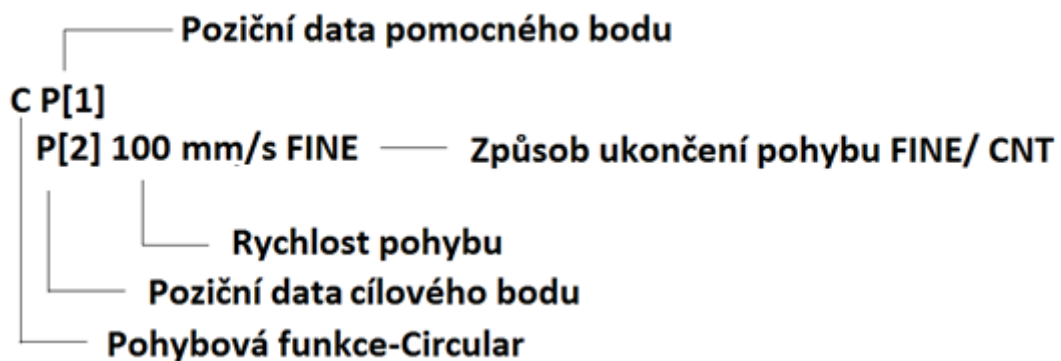 Poziční data pomocného bodu
C P[1]
P[2] 100 mm/s FINE Způsob ukončení pohybu FINE/ CNT
Rychlost pohybu
Poziční data cílového bodu
Pohybová funkce-Circular